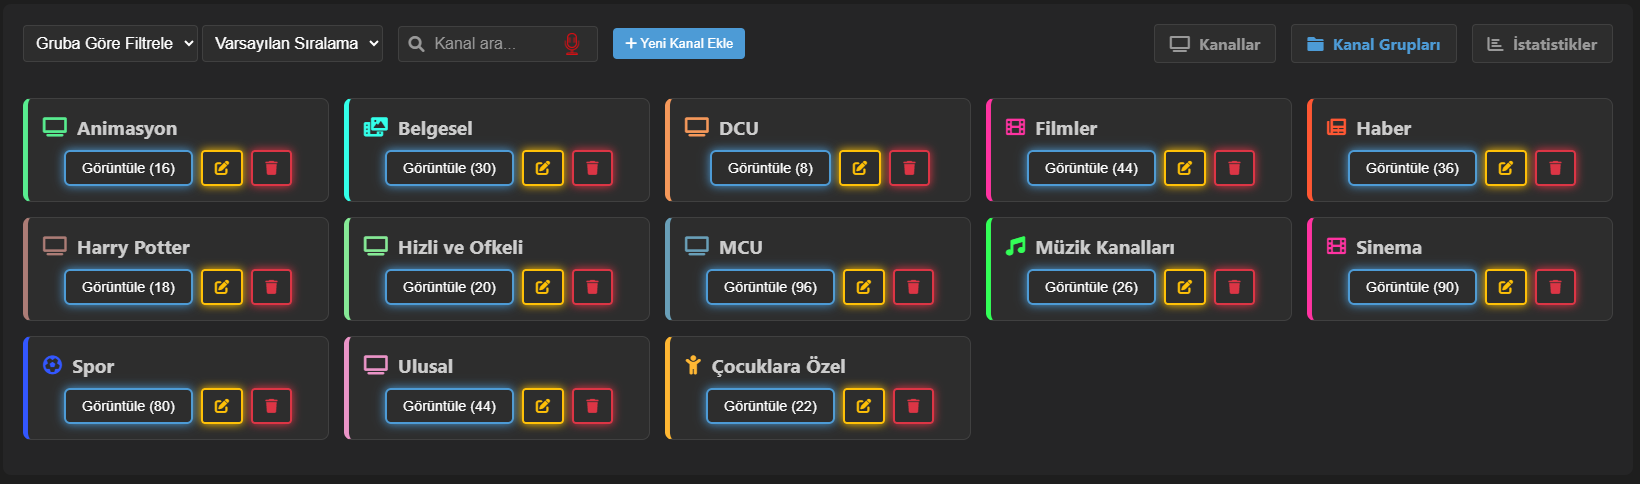 Gruba Göre Filtrele
Varsayılan Sıralama
Kanal ara...
+ Yeni Kanal Ekle
Kanallar
Kanal Grupları
İstatistikler
Animasyon
Görüntüle (16)
Belgesel
Görüntüle (30)
DCU
Görüntüle (8)
Filmler
Görüntüle (44)
Haber
Görüntüle (36)
Harry Potter
Görüntüle (18)
Hizli ve Ofkeli
Görüntüle (20)
MCU
Görüntüle (96)
Müzik Kanalları
Görüntüle (26)
Sinema
Görüntüle (90)
Spor
Görüntüle (80)
Ulusal
Görüntüle (44)
Çocuklara Özel
Görüntüle (22)